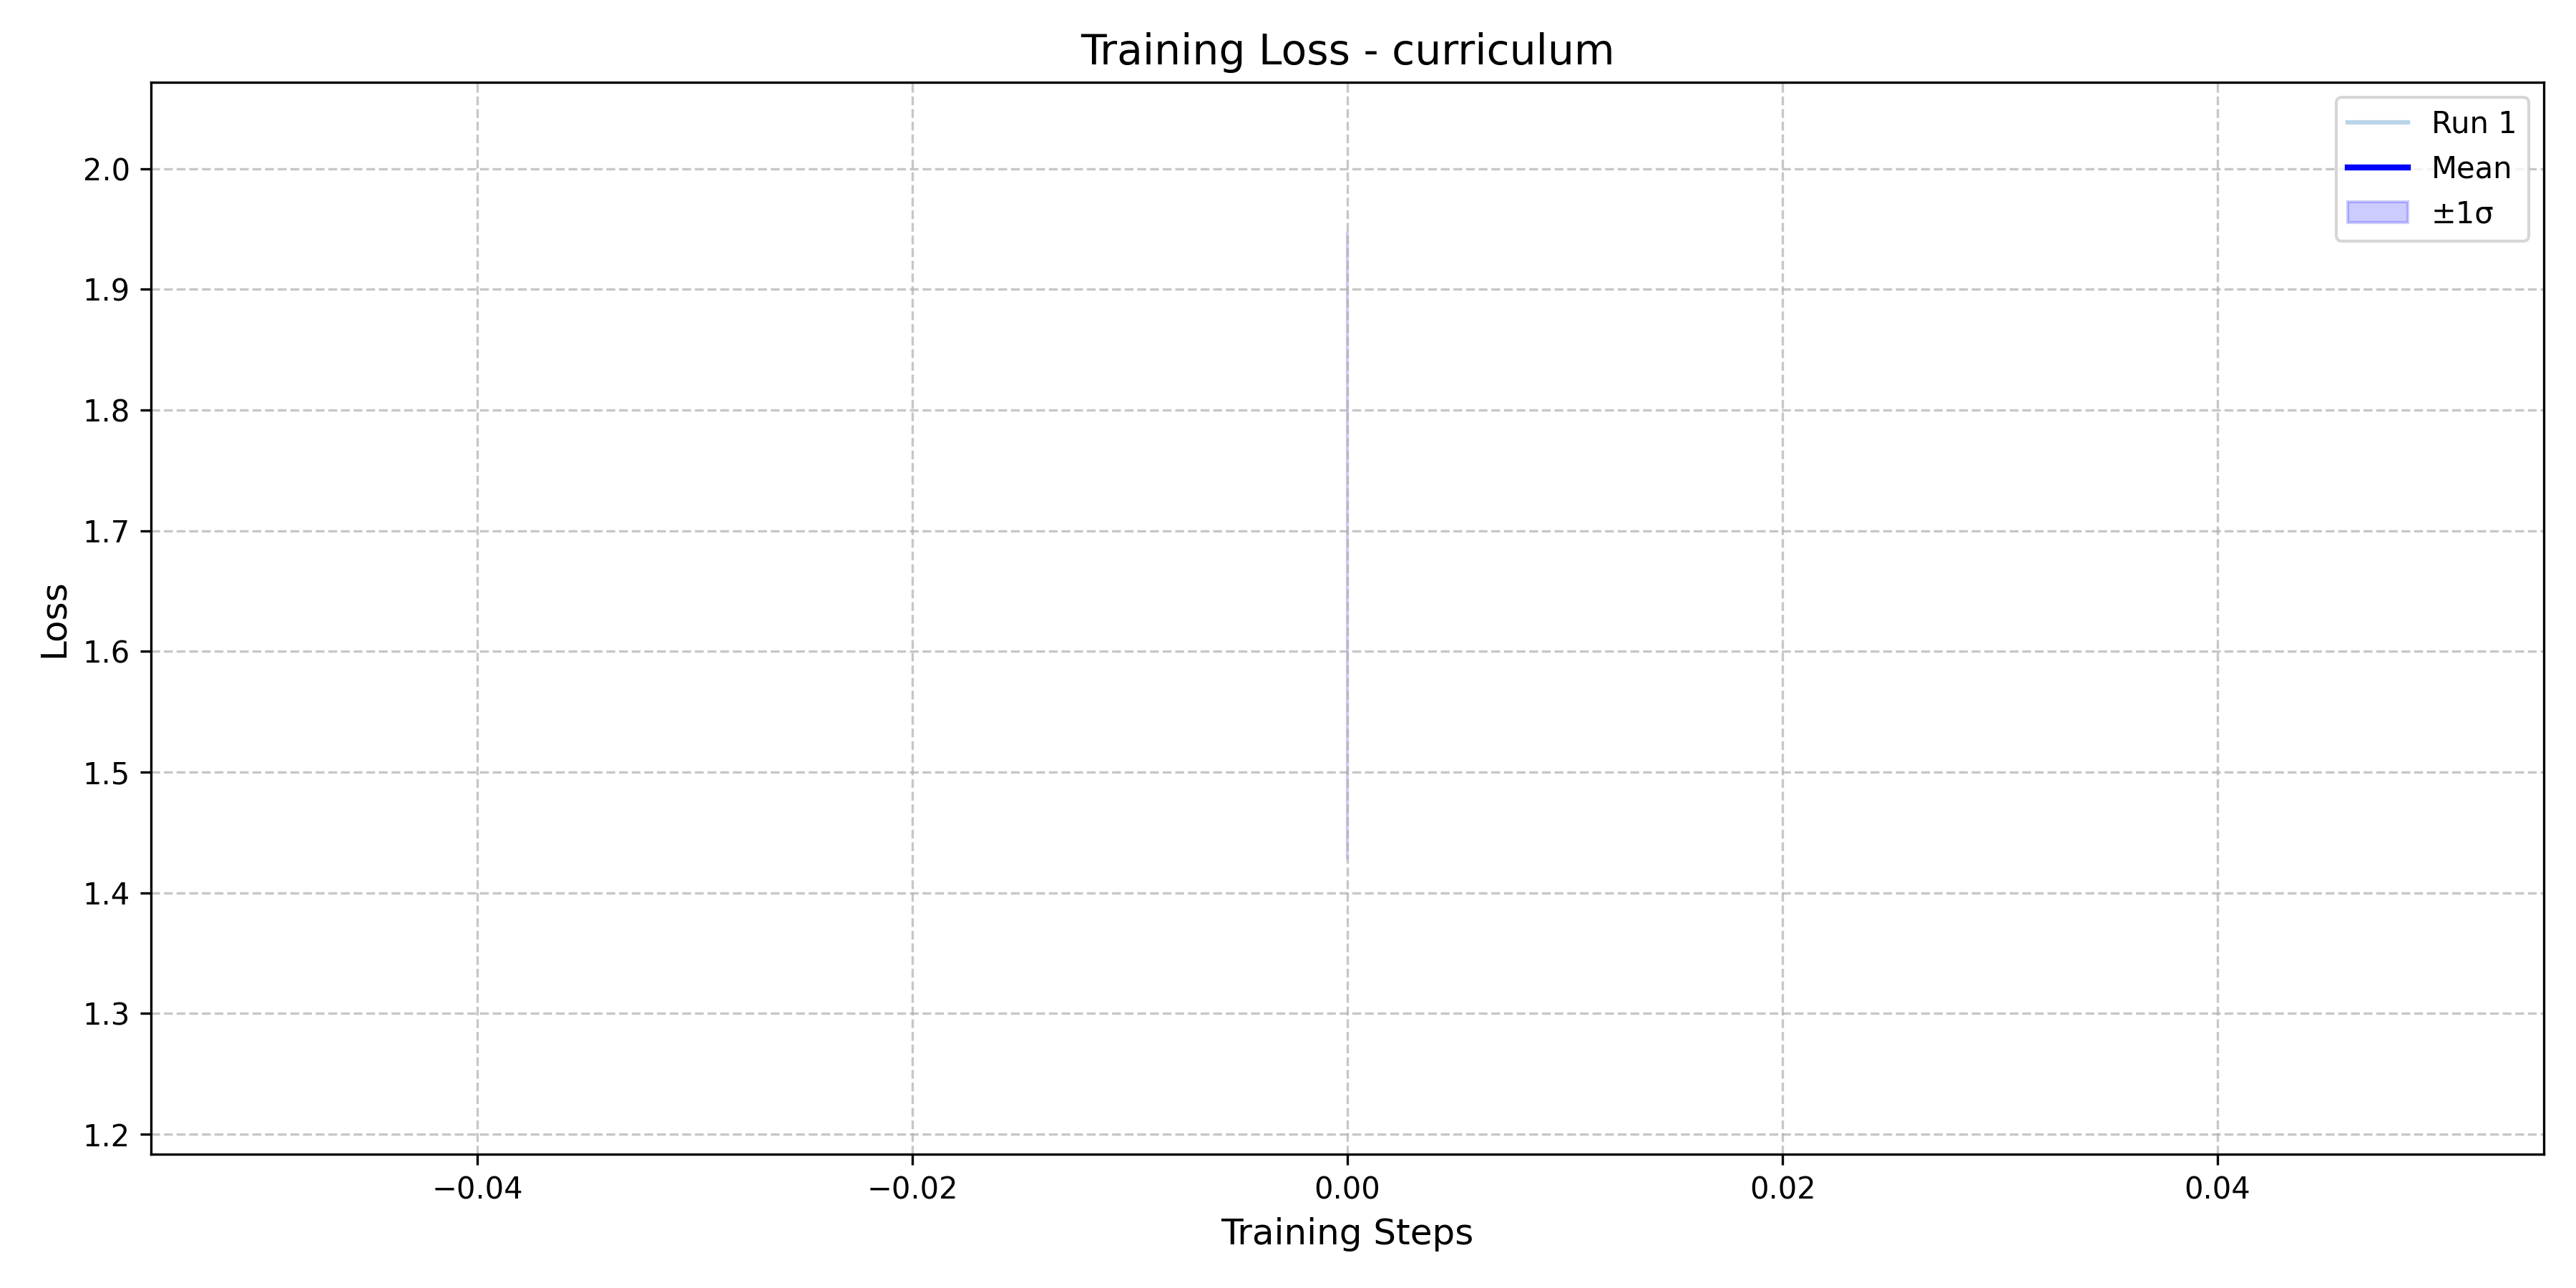 Training Loss - curriculum
Run 1
Mean
±1σ
2.0
1.9
1.8
1.7
1.6
1.5
1.4
1.3
1.2
Loss
−0.04
−0.02
0.00
0.02
0.04
Training Steps